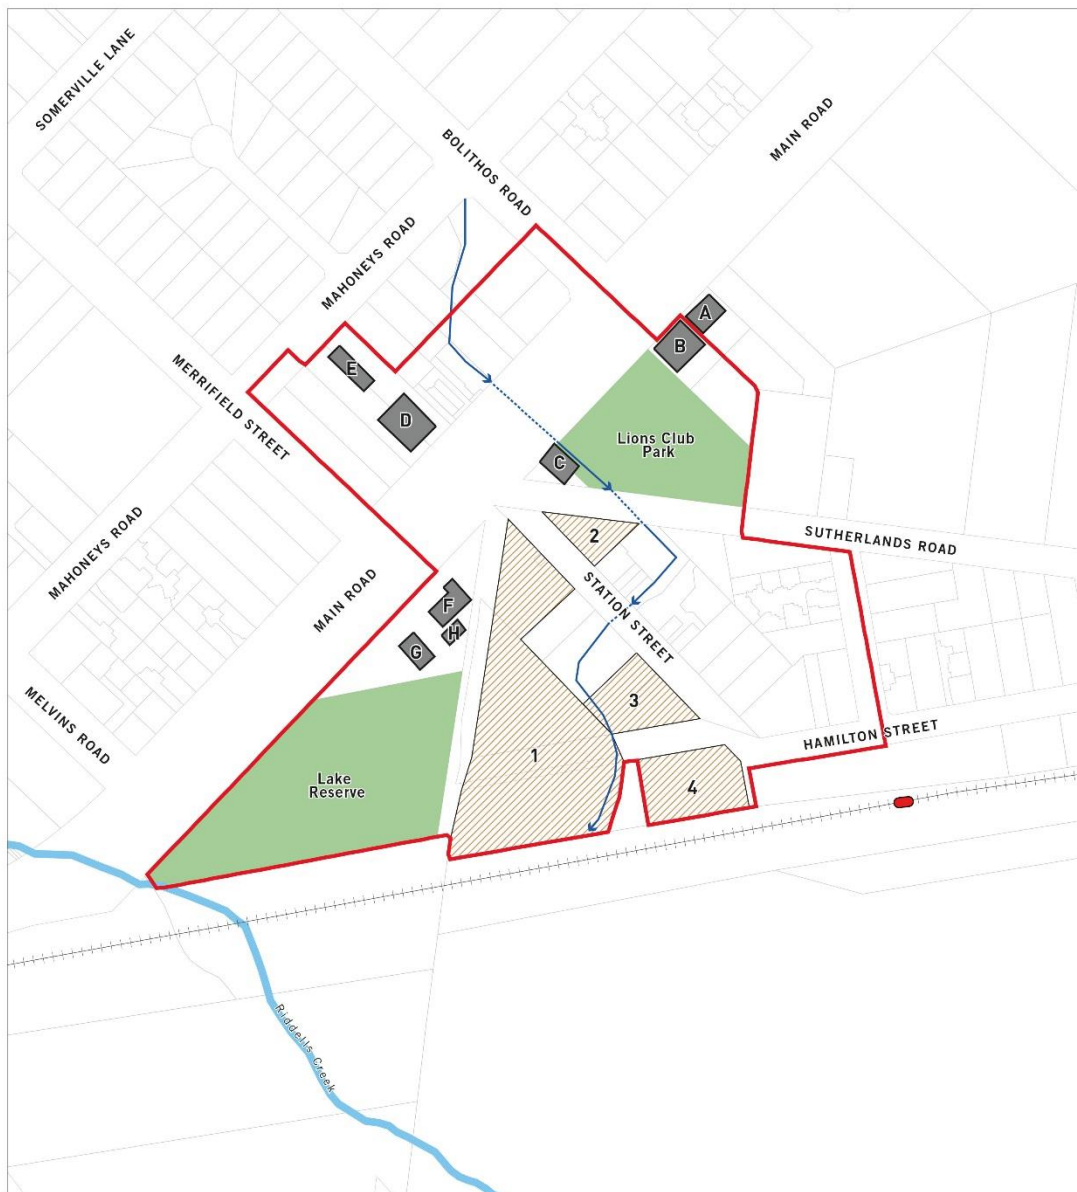 SOMERVILLE LANE
BOLITHOS ROAD
MAIN ROAD
MAHONEYS ROAD
MERRIFIELD STREET
A
B
E
D
Lions Club
Park
C
MAHONEYS ROAD
MAIN ROAD
2
SUTHERLANDS ROAD
STATION STREET
F
H
G
MELVINS ROAD
3
HAMILTON STREET
1
Lake
Reserve
4
Riddells Creek